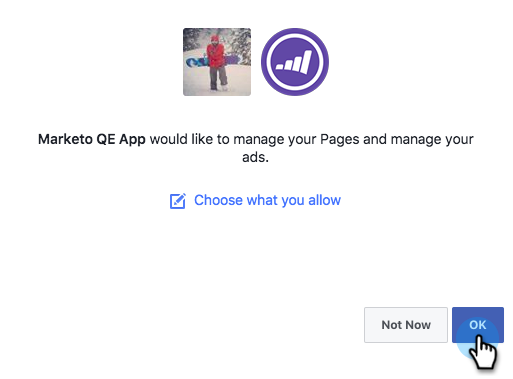 Marketo QE App would like to manage your Pages and manage your
ads.
Choose what you allow
Not Now
OK